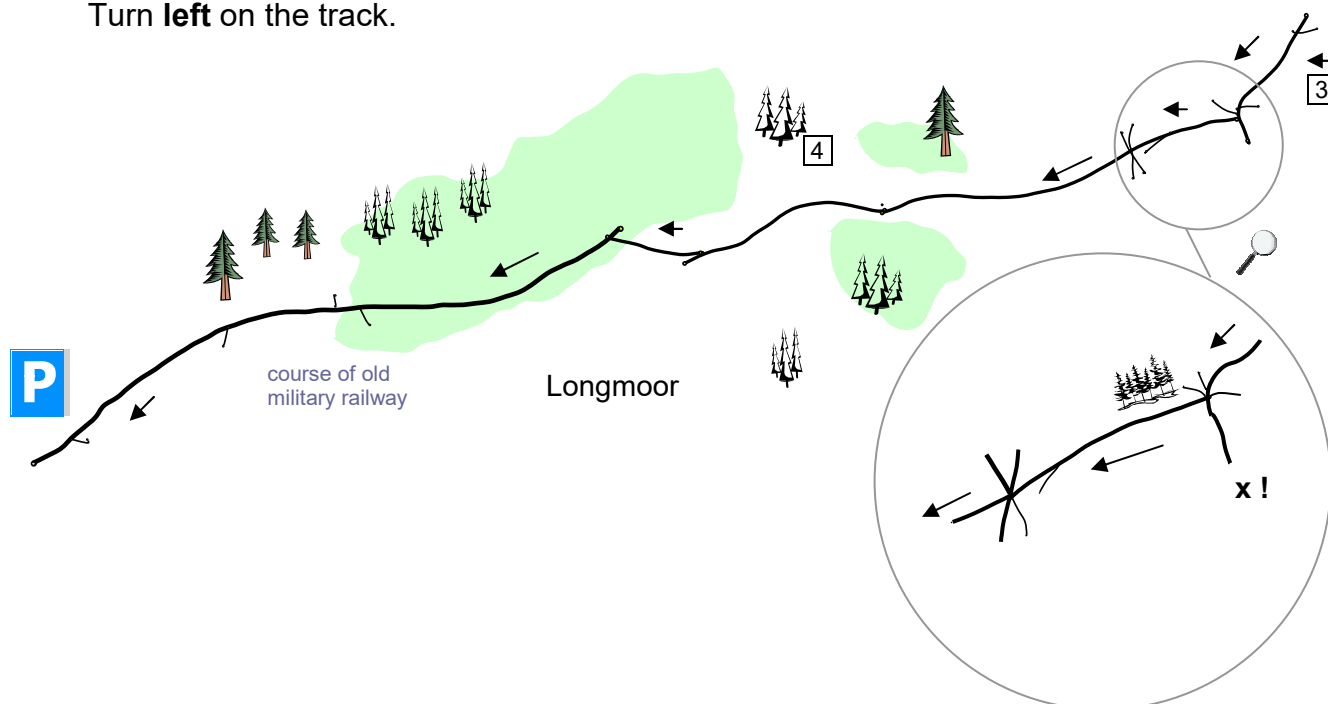 Turn left on the track.
3
4
P
course of old
military railway
Longmoor
x !